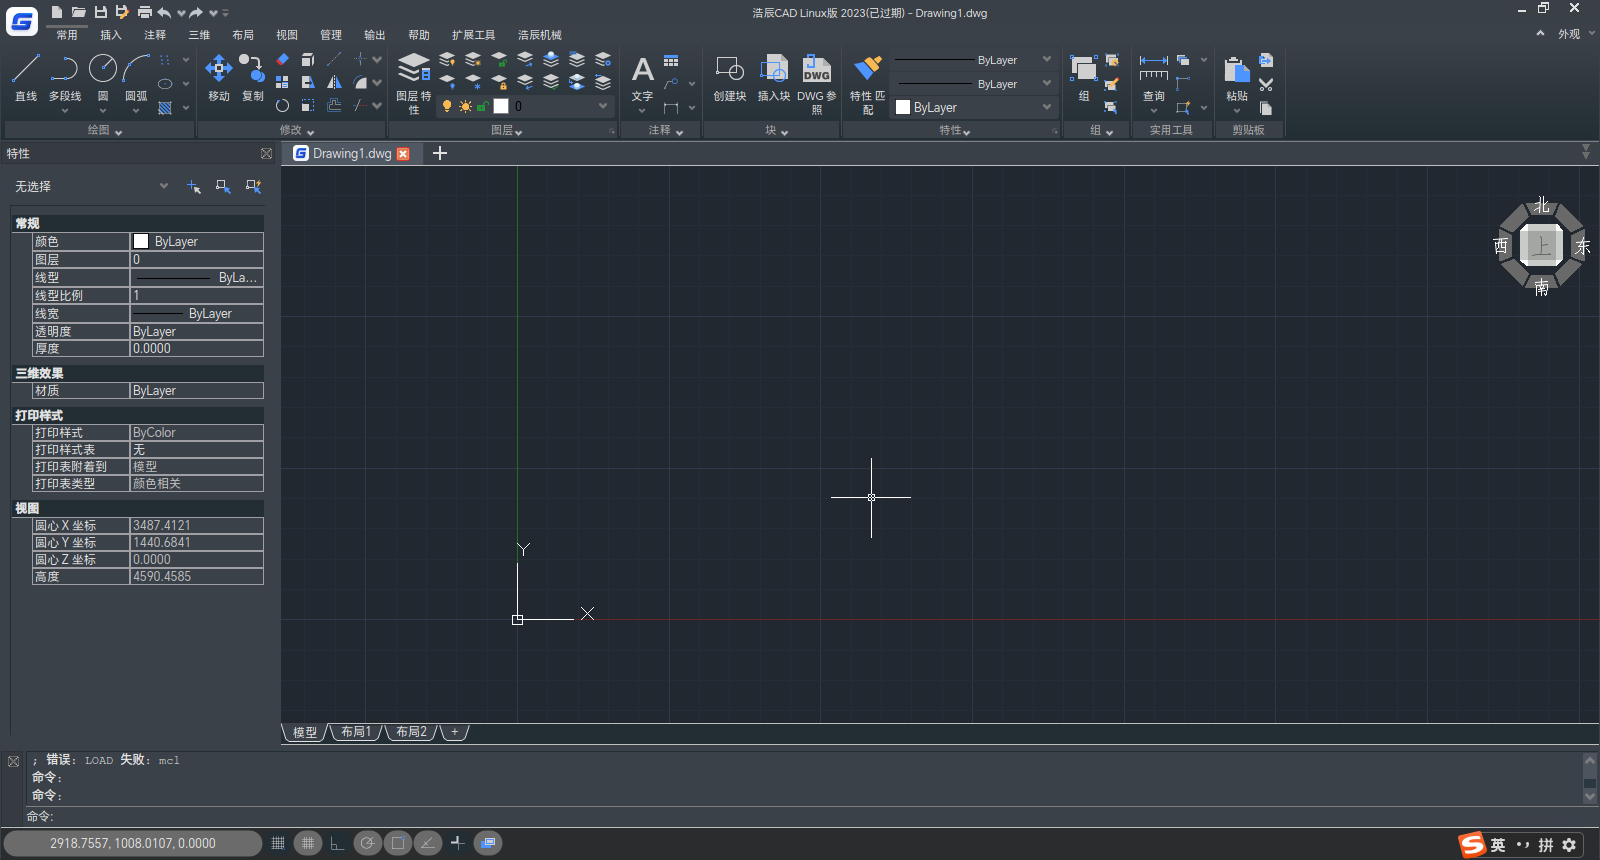 浩辰CAD Linux版 2023(已过期) - Drawing1.dwg
常用 插入 注释 三维 布局 视图 管理 输出 帮助 扩展工具 浩辰机械 外观
直线 多段线 圆 圆弧
绘图
移动 复制
修改
图层 特性
0
图层
文字
注释
创建块 插入块 DWG 参照
DWG
块
特性 匹配
ByLayer
ByLayer
ByLayer
特性
组
组
查询
实用工具
粘贴
剪贴板
特性
Drawing1.dwg
无选择
常规
颜色 ByLayer
图层 0
线型 ByLa...
线型比例 1
线宽 ByLayer
透明度 ByLayer
厚度 0.0000
三维效果
材质 ByLayer
打印样式
打印样式 ByColor
打印样式表 无
打印表附着到 模型
打印表类型 颜色相关
视图
圆心 X 坐标 3487.4121
圆心 Y 坐标 1440.6841
圆心 Z 坐标 0.0000
高度 4590.4585
北
西 上 东
南
Y
X
模型 布局1 布局2 +
; 错误: LOAD 失败: mcl
命令:
命令:
命令:
2918.7557, 1008.0107, 0.0000
英 拼